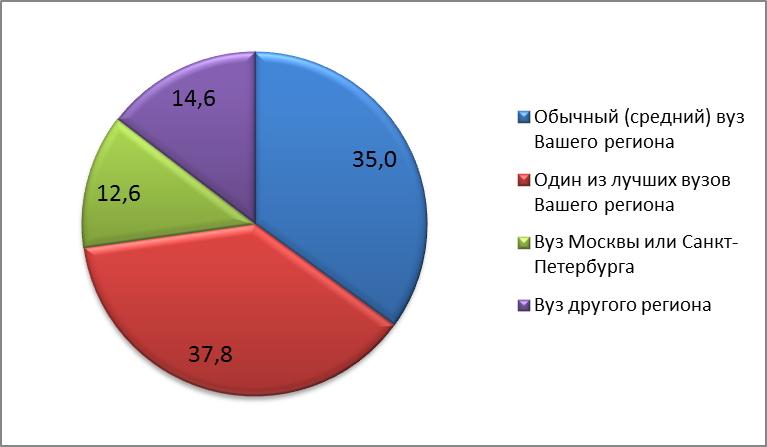 35,0
37,8
12,6
14,6
Обычный (средний) вуз
Вашего региона
Один из лучших вузов
Вашего региона
Вуз Москвы или Санкт-
Петербурга
Вуз другого региона